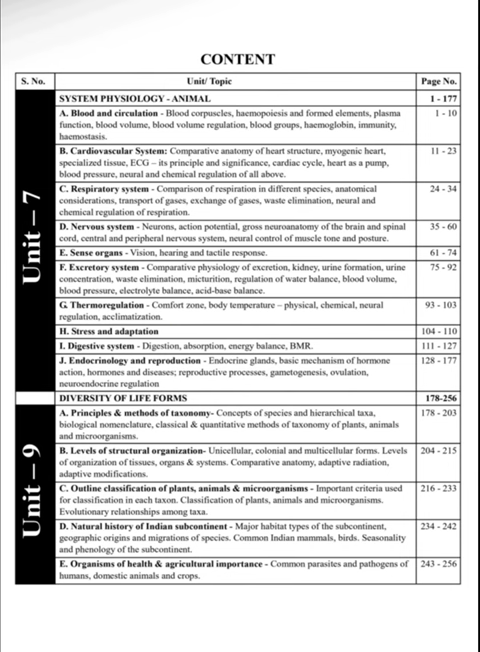 CONTENT
S. No. Unit/ Topic Page No.
Unit – 7
SYSTEM PHYSIOLOGY - ANIMAL 1 - 177
A. Blood and circulation - Blood corpuscles, haemopoiesis and formed elements, plasma 1 - 10
function, blood volume, blood volume regulation, blood groups, haemoglobin, immunity,
haemostasis.
B. Cardiovascular System: Comparative anatomy of heart structure, myogenic heart, 11 - 23
specialized tissue, ECG – its principle and significance, cardiac cycle, heart as a pump,
blood pressure, neural and chemical regulation of all above.
C. Respiratory system - Comparison of respiration in different species, anatomical 24 - 34
considerations, transport of gases, exchange of gases, waste elimination, neural and
chemical regulation of respiration.
D. Nervous system - Neurons, action potential, gross neuroanatomy of the brain and spinal 35 - 60
cord, central and peripheral nervous system, neural control of muscle tone and posture.
E. Sense organs - Vision, hearing and tactile response. 61 - 74
F. Excretory system - Comparative physiology of excretion, kidney, urine formation, urine 75 - 92
concentration, waste elimination, micturition, regulation of water balance, blood volume,
blood pressure, electrolyte balance, acid-base balance.
G. Thermoregulation - Comfort zone, body temperature – physical, chemical, neural 93 - 103
regulation, acclimatization.
H. Stress and adaptation 104 - 110
I. Digestive system - Digestion, absorption, energy balance, BMR. 111 - 127
J. Endocrinology and reproduction - Endocrine glands, basic mechanism of hormone 128 - 177
action, hormones and diseases; reproductive processes, gametogenesis, ovulation,
neuroendocrine regulation
Unit – 9
DIVERSITY OF LIFE FORMS 178-256
A. Principles & methods of taxonomy- Concepts of species and hierarchical taxa, 178 - 203
biological nomenclature, classical & quantitative methods of taxonomy of plants, animals
and microorganisms.
B. Levels of structural organization- Unicellular, colonial and multicellular forms. Levels 204 - 215
of organization of tissues, organs & systems. Comparative anatomy, adaptive radiation,
adaptive modifications.
C. Outline classification of plants, animals & microorganisms - Important criteria used 216 - 233
for classification in each taxon. Classification of plants, animals and microorganisms.
Evolutionary relationships among taxa.
D. Natural history of Indian subcontinent - Major habitat types of the subcontinent, 234 - 242
geographic origins and migrations of species. Common Indian mammals, birds. Seasonality
and phenology of the subcontinent.
E. Organisms of health & agricultural importance - Common parasites and pathogens of 243 - 256
humans, domestic animals and crops.